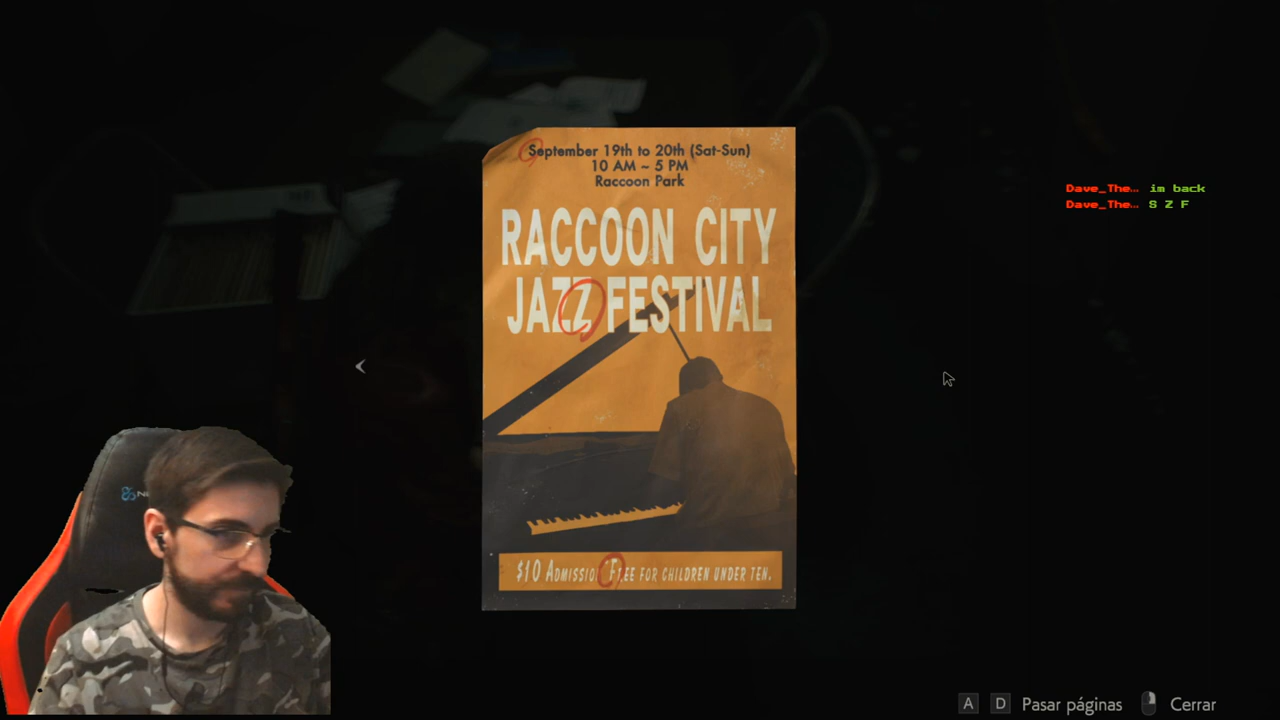 September 19th to 20th (Sat-Sun)
10 AM ~ 5 PM
Raccoon Park
RACCOON CITY
JAZZ FESTIVAL
$10 Admission Free for children under ten.
Dave_The… im back
Dave_The… S Z F
A D Pasar páginas Cerrar